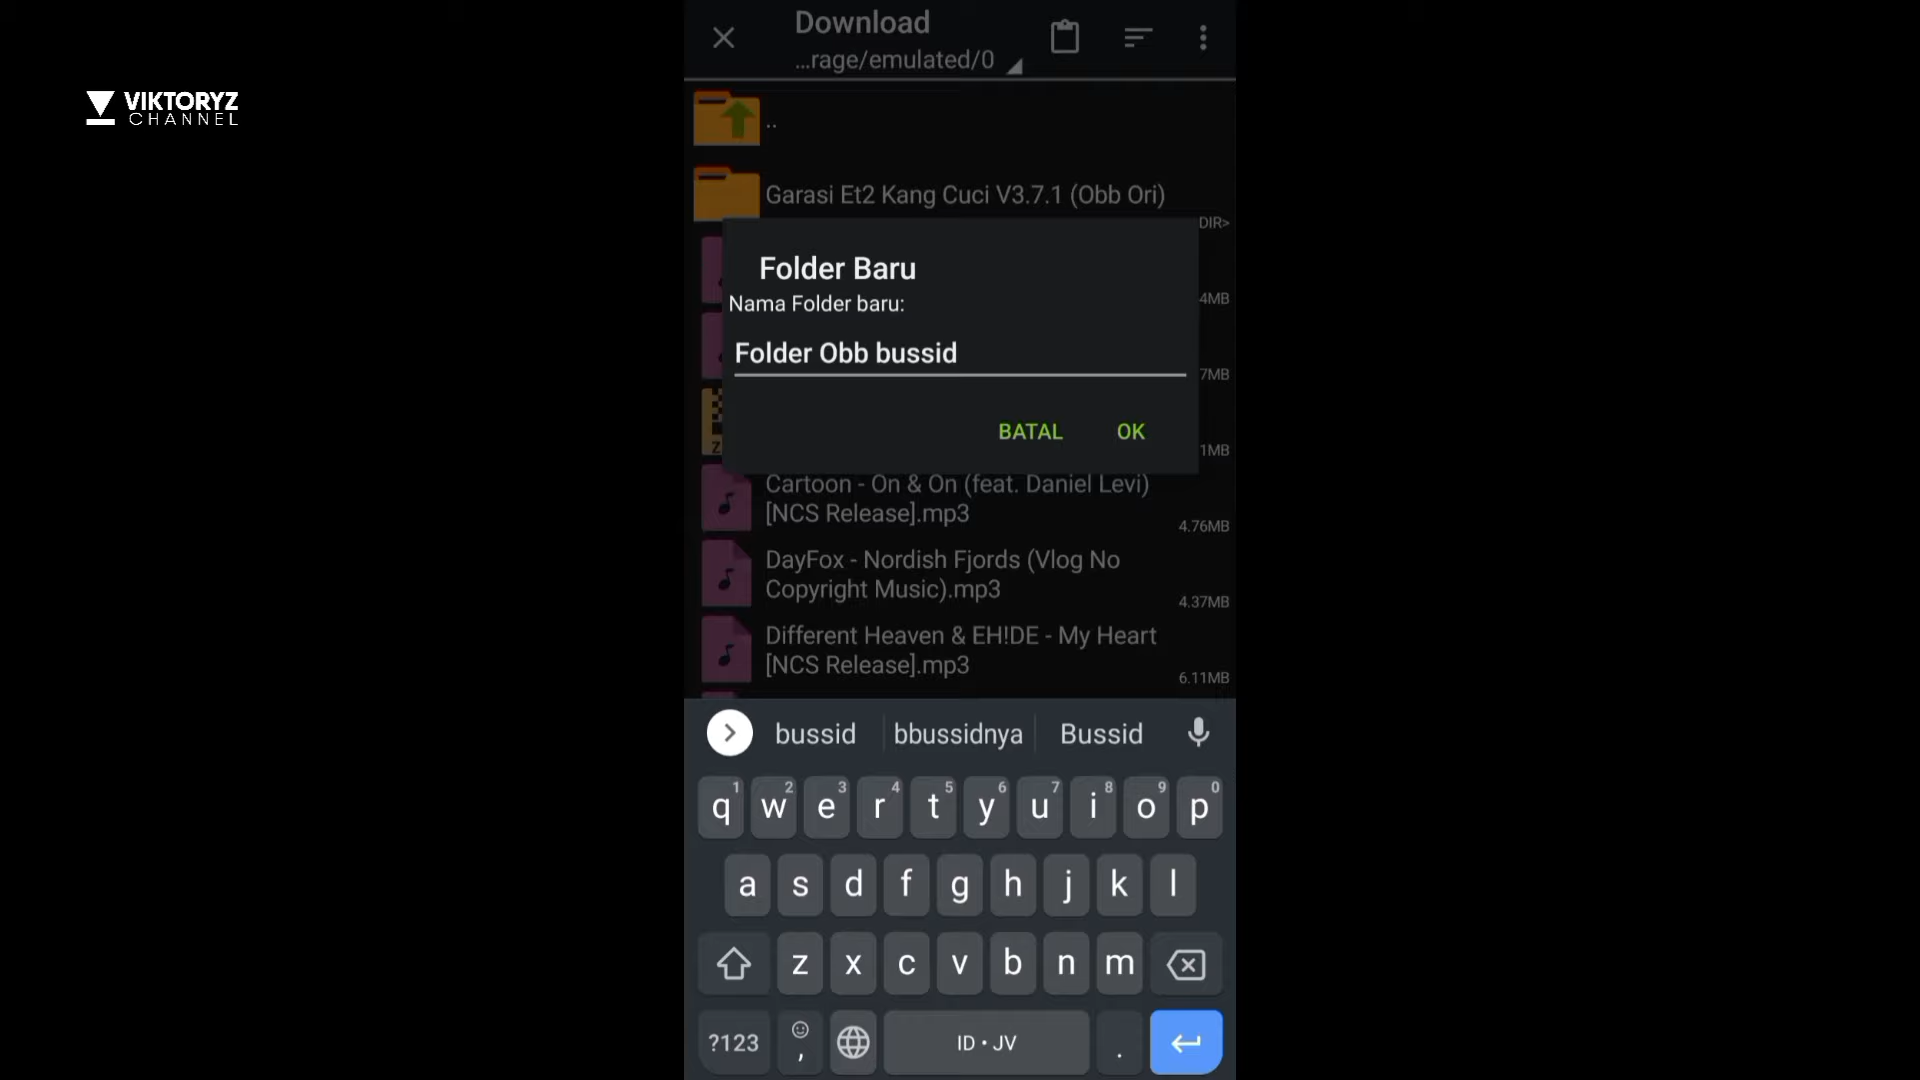 VIKTORYZ
CHANNEL
Download
...rage/emulated/0
..
Garasi Et2 Kang Cuci V3.7.1 (Obb Ori)
DIR>
Folder Baru
Nama Folder baru:
4MB
Folder Obb bussid
7MB
BATAL OK
Z
1MB
Cartoon - On & On (feat. Daniel Levi)
[NCS Release].mp3
4.76MB
DayFox - Nordish Fjords (Vlog No
Copyright Music).mp3
4.37MB
Different Heaven & EH!DE - My Heart
[NCS Release].mp3
6.11MB
bussid bbussidnya Bussid
1 2 3 4 5 6 7 8 9 0
q w e r t y u i o p
a s d f g h j k l
z x c v b n m
?123 , ID • JV .